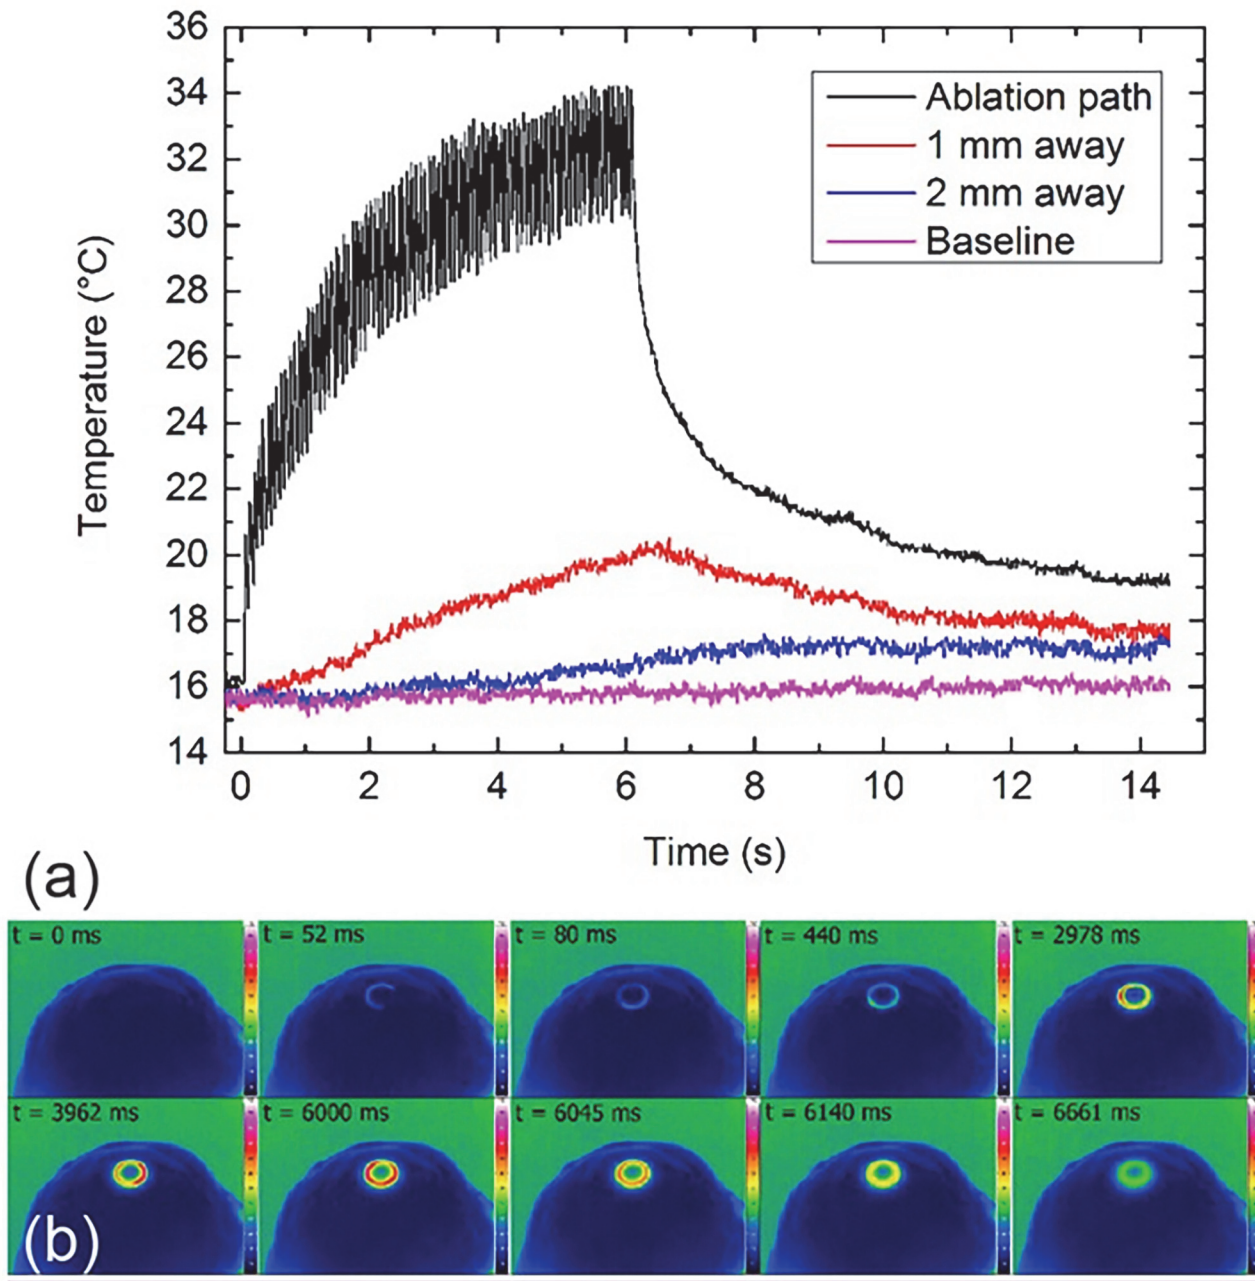 36
34
32
30
28
26
24
22
20
18
16
14
Temperature (°C)
Ablation path
1 mm away
2 mm away
Baseline
0 2 4 6 8 10 12 14
Time (s)
(a)
t = 0 ms t = 52 ms t = 80 ms t = 440 ms t = 2978 ms
t = 3962 ms t = 6000 ms t = 6045 ms t = 6140 ms t = 6661 ms
(b)